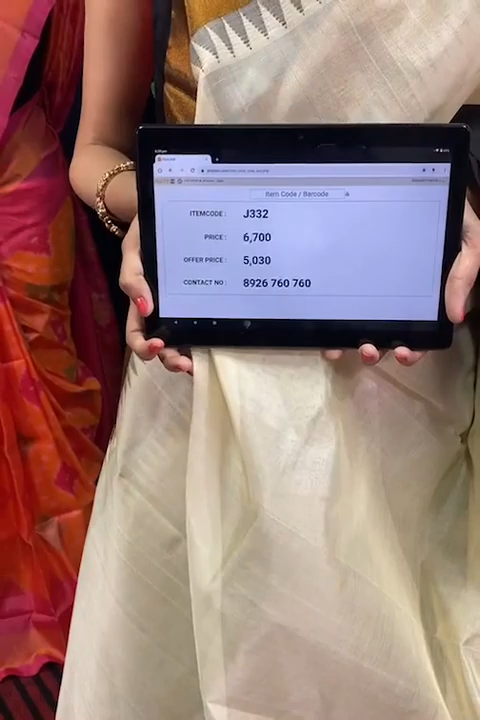 Item Code / Barcode
ITEMCODE : J332
PRICE : 6,700
OFFER PRICE : 5,030
CONTACT NO : 8926 760 760